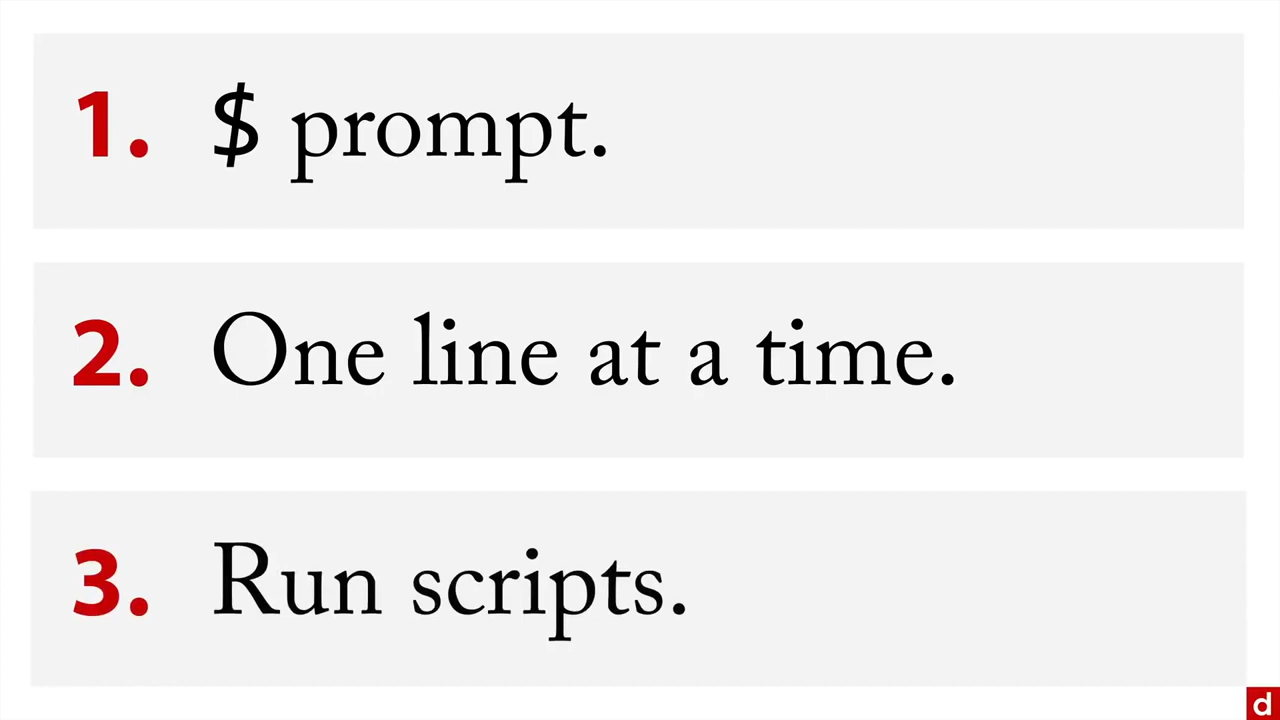 1. $ prompt.
2. One line at a time.
3. Run scripts.
d